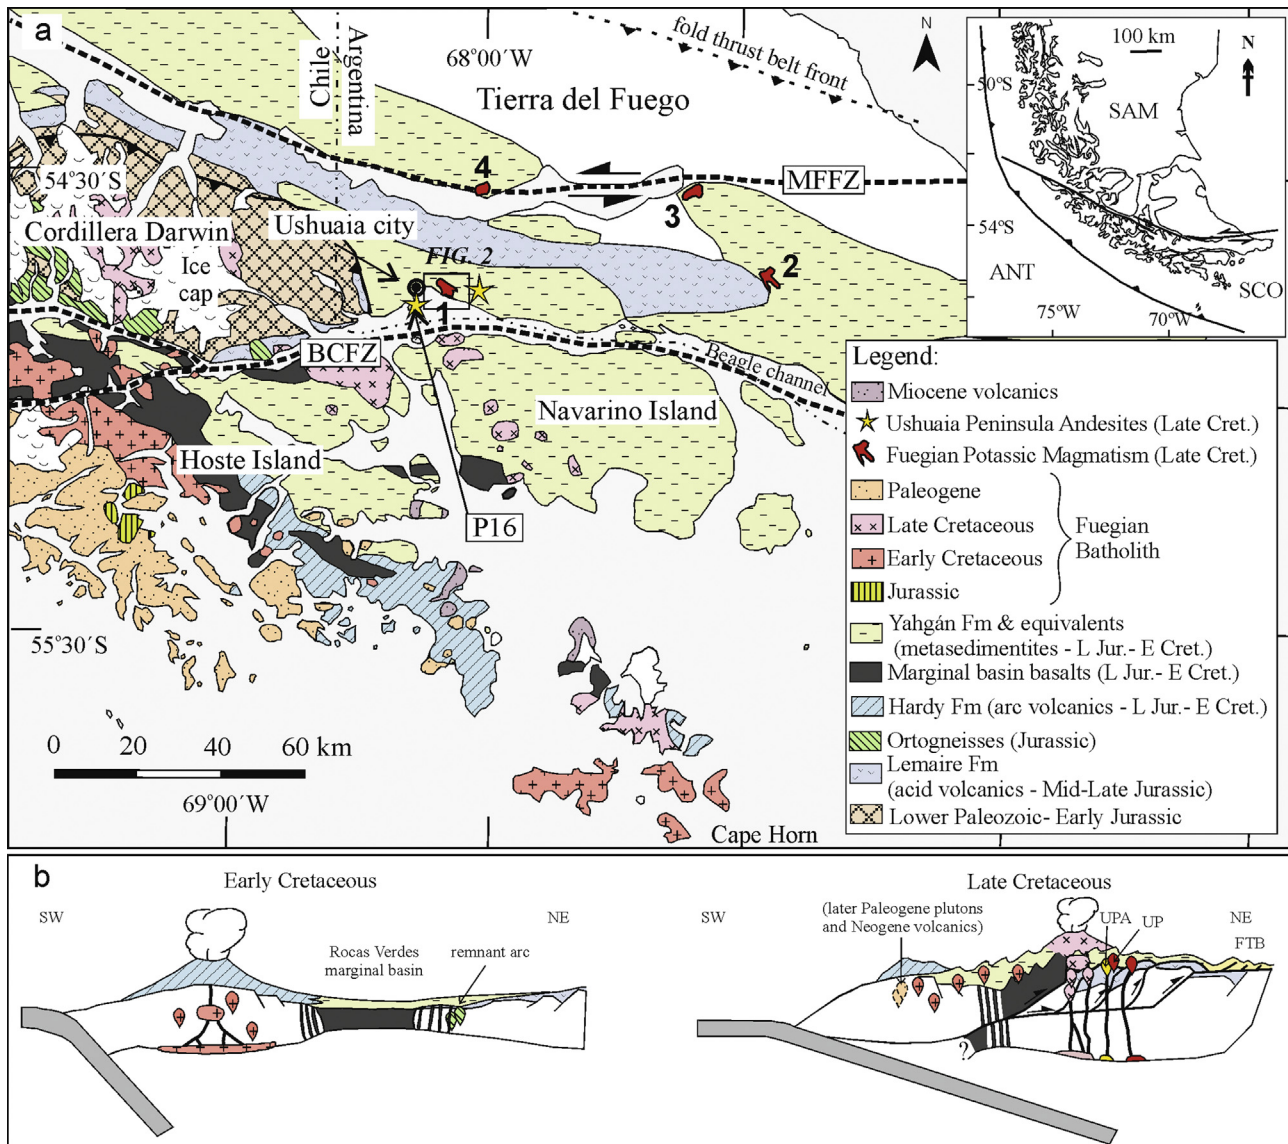 a
Chile
Argentina
68°00´W
fold thrust belt front
N
Tierra del Fuego
54°30´S
4
MFFZ
3
Cordillera Darwin
Ushuaia city
Ice
cap
FIG. 2
2
1
BCFZ
Beagle channel
Navarino Island
Hoste Island
P16
55°30´S
0 20 40 60 km
69°00´W
Cape Horn
100 km
N
50°S
SAM
54°S
ANT
SCO
75°W
70°W
Legend:
Miocene volcanics
Ushuaia Peninsula Andesites (Late Cret.)
Fuegian Potassic Magmatism (Late Cret.)
Paleogene
Late Cretaceous
Early Cretaceous
Jurassic
Fuegian
Batholith
Yahgán Fm & equivalents
(metasedimentites - L Jur.- E Cret.)
Marginal basin basalts (L Jur.- E Cret.)
Hardy Fm (arc volcanics - L Jur.- E Cret.)
Ortogneisses (Jurassic)
Lemaire Fm
(acid volcanics - Mid-Late Jurassic)
Lower Paleozoic- Early Jurassic
b
Early Cretaceous
SW
NE
Rocas Verdes
marginal basin
remnant arc
Late Cretaceous
SW
(later Paleogene plutons
and Neogene volcanics)
UPA
UP
NE
FTB
?